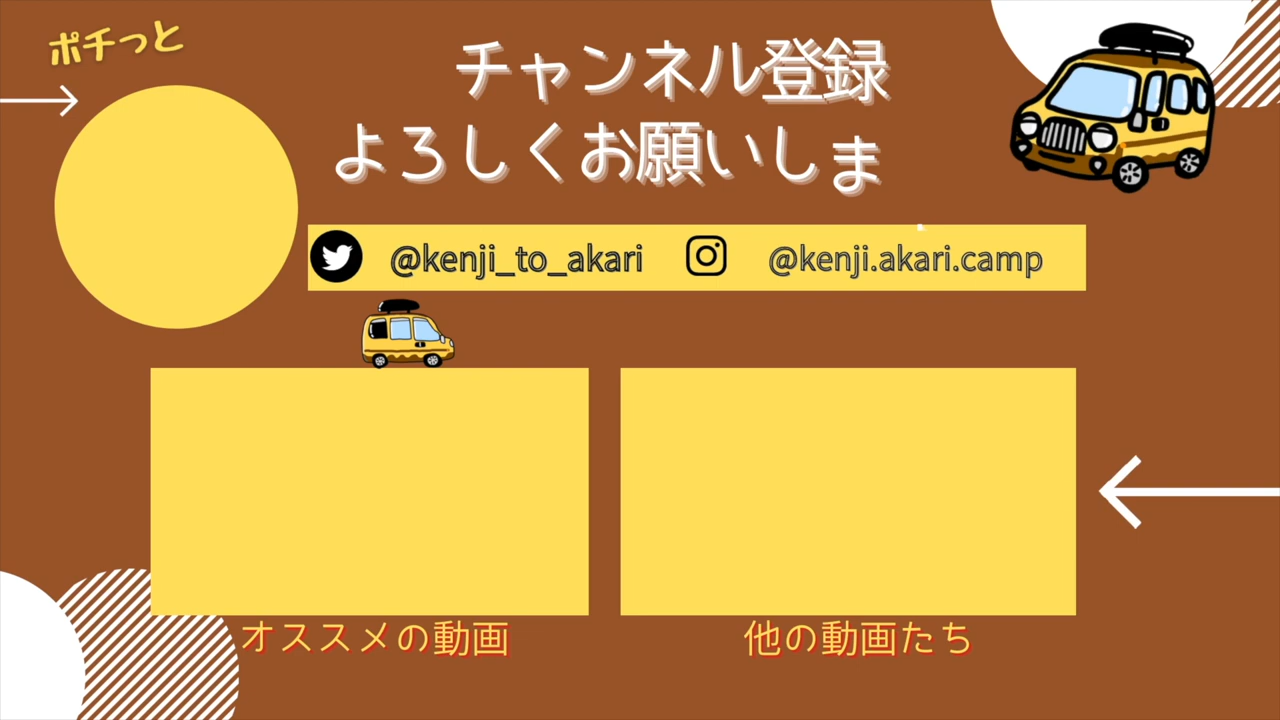 ポチっと
チャンネル登録
よろしくお願いしま
@kenji_to_akari
@kenji.akari.camp
オススメの動画
他の動画たち